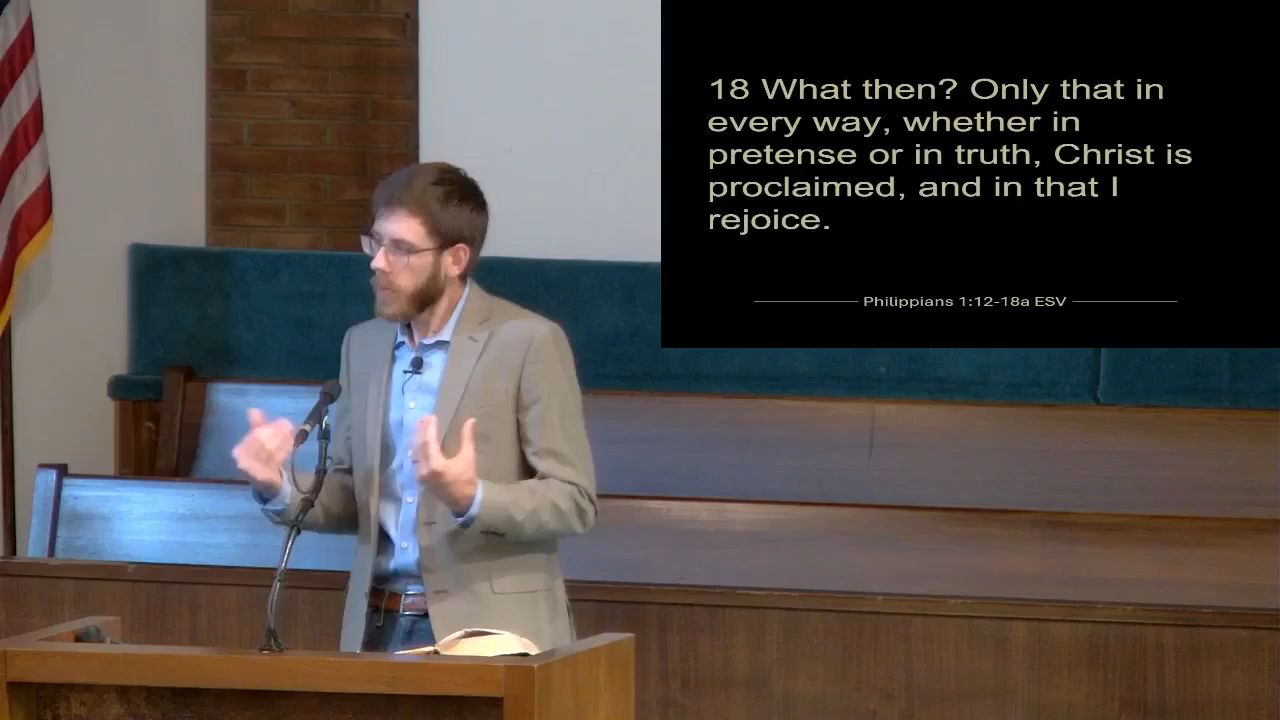 18 What then? Only that in
every way, whether in
pretense or in truth, Christ is
proclaimed, and in that I
rejoice.
Philippians 1:12-18a ESV